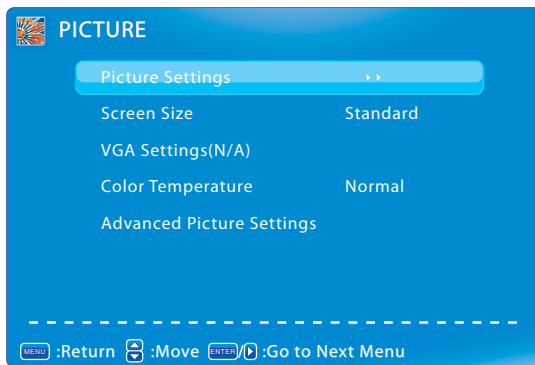 PICTURE
Picture Settings
Screen Size Standard
VGA Settings(N/A)
Color Temperature Normal
Advanced Picture Settings
MENU :Return :Move ENTER / :Go to Next Menu